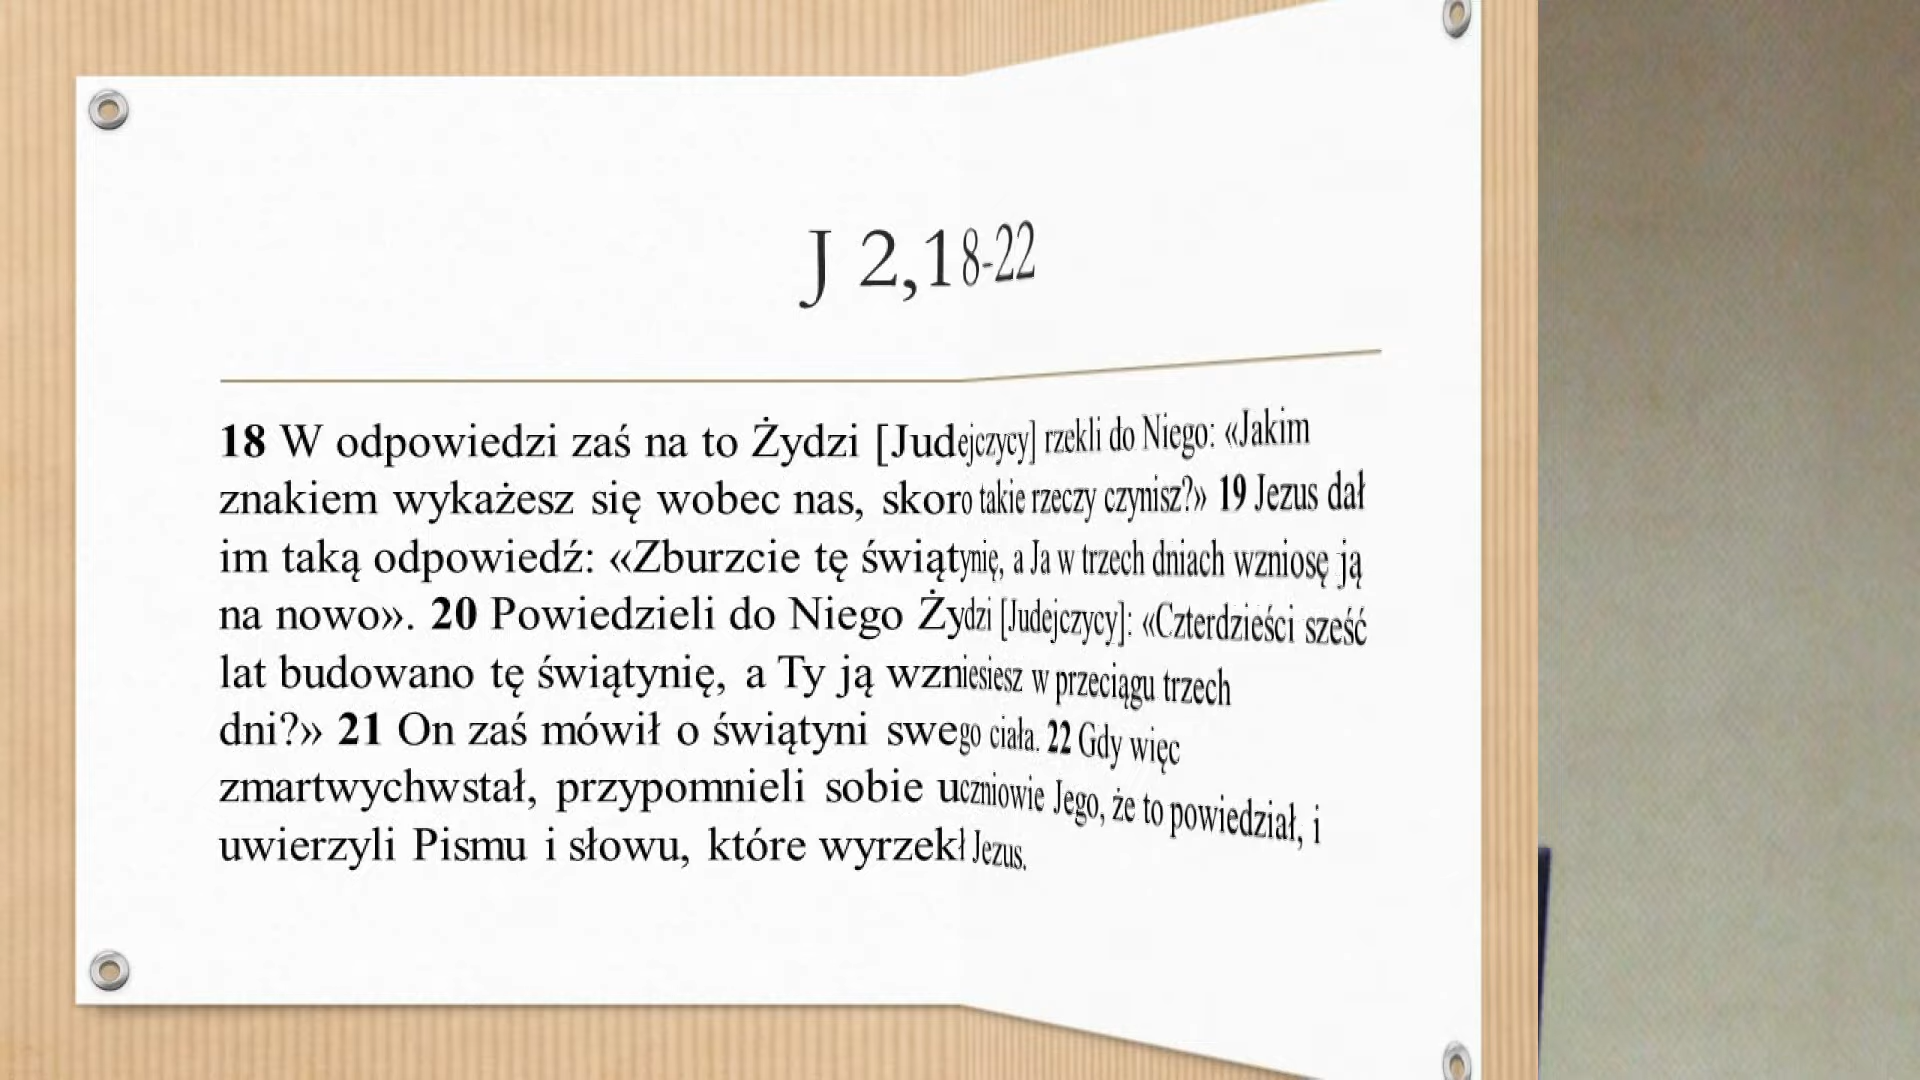 J 2,18-22
18 W odpowiedzi zaś na to Żydzi [Judejczycy] rzekli do Niego: «Jakim
znakiem wykażesz się wobec nas, skoro takie rzeczy czynisz?» 19 Jezus dał
im taką odpowiedź: «Zburzcie tę świątynię, a Ja w trzech dniach wzniosę ją
na nowo». 20 Powiedzieli do Niego Żydzi [Judejczycy]: «Czterdzieści sześć
lat budowano tę świątynię, a Ty ją wzniesiesz w przeciągu trzech
dni?» 21 On zaś mówił o świątyni swego ciała. 22 Gdy więc
zmartwychwstał, przypomnieli sobie uczniowie Jego, że to powiedział, i
uwierzyli Pismu i słowu, które wyrzekł Jezus.